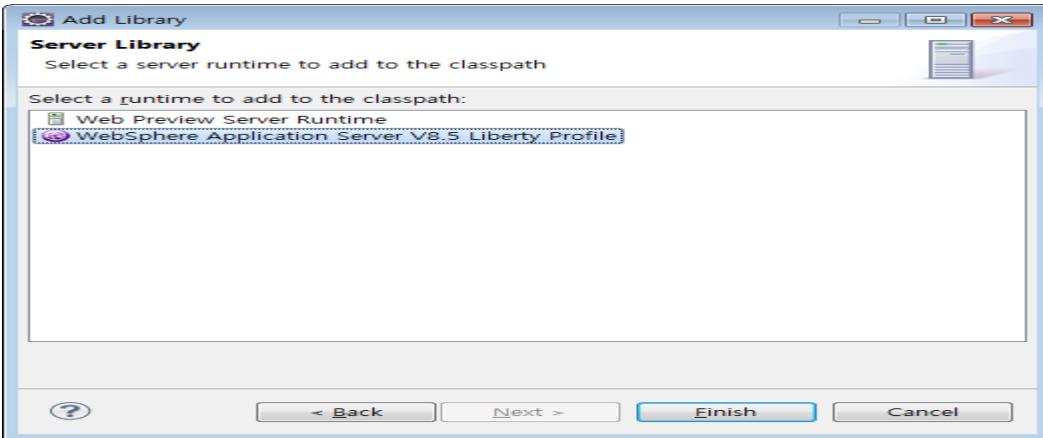 Add Library
Server Library
Select a server runtime to add to the classpath
Select a runtime to add to the classpath:
Web Preview Server Runtime
WebSphere Application Server V8.5 Liberty Profile
? < Back Next > Finish Cancel